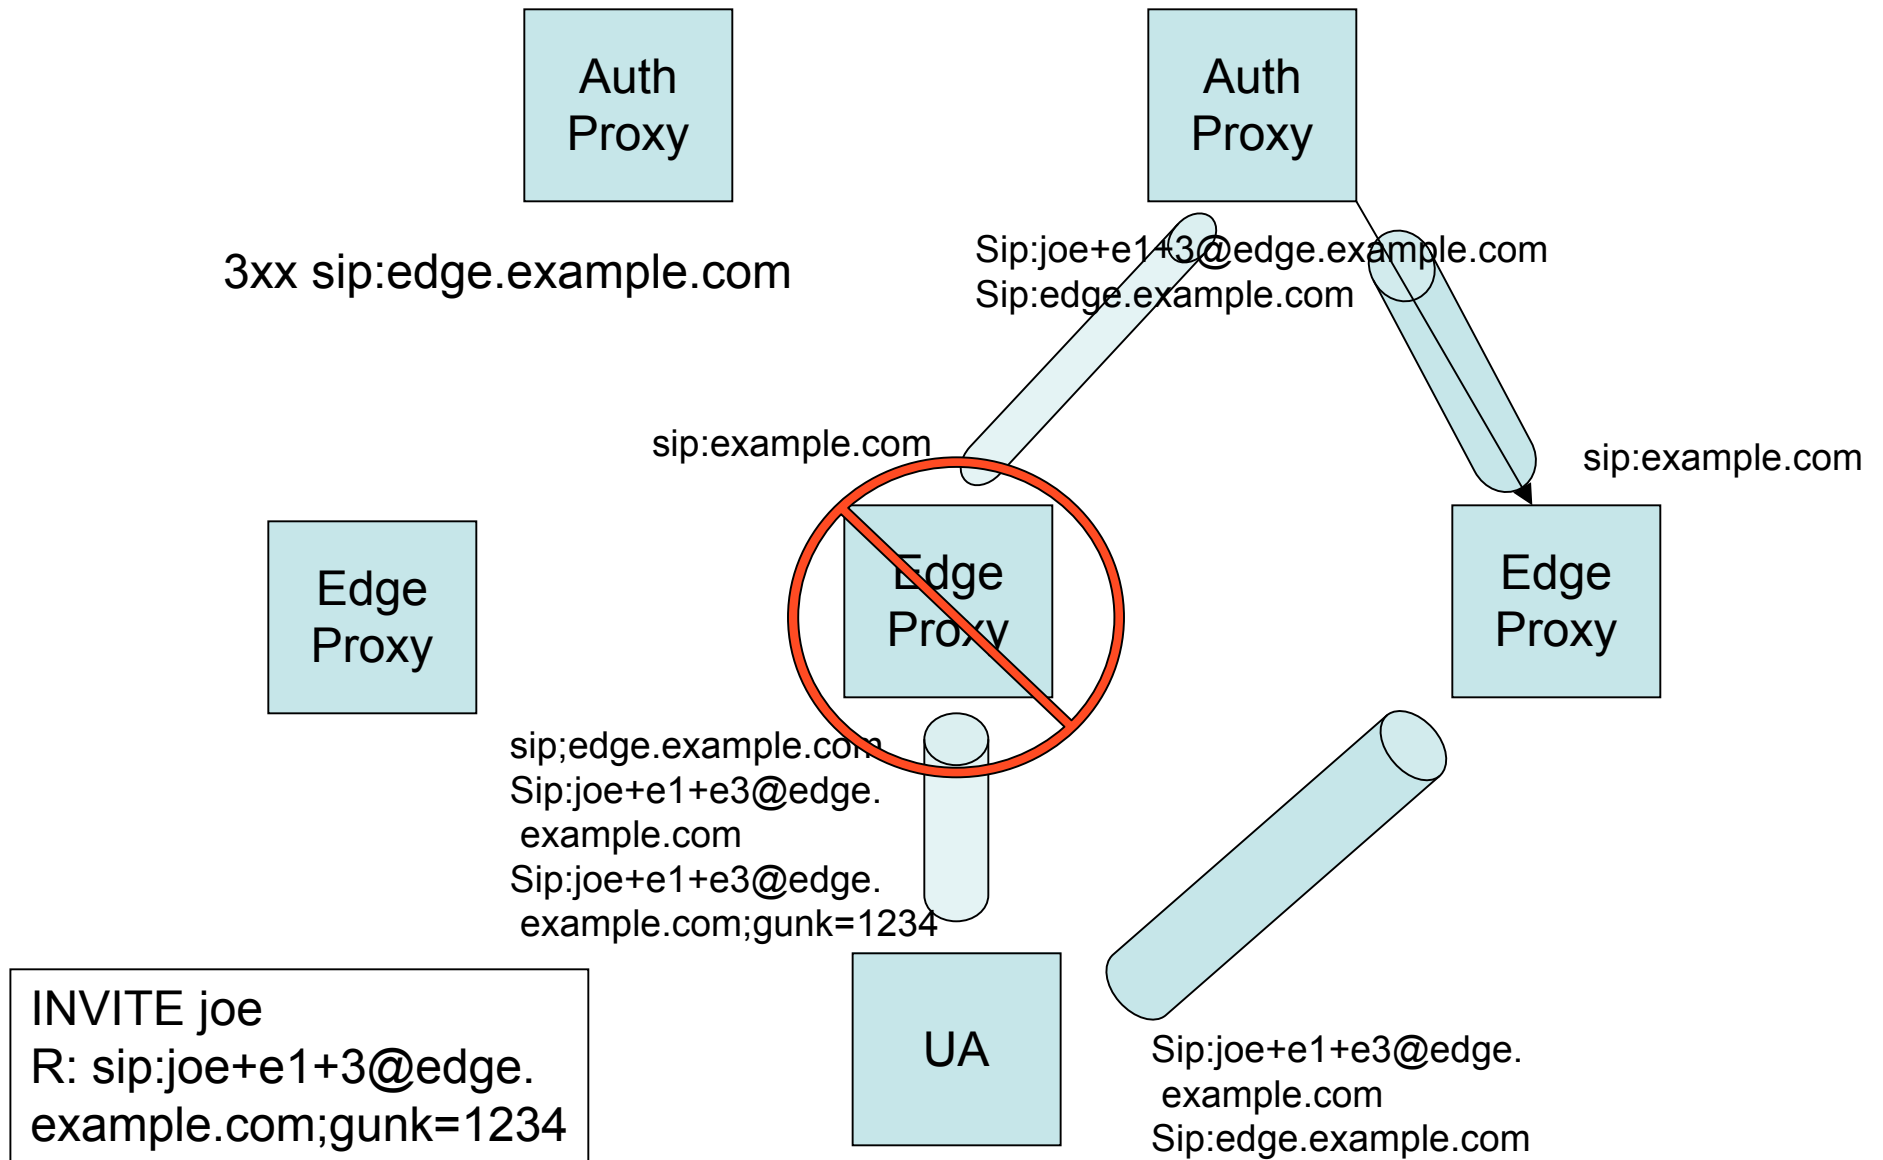 Auth
Proxy
Auth
Proxy
3xx sip:edge.example.com
Sip:joe+e1+3@edge.example.com
Sip:edge.example.com
sip:example.com
sip:example.com
Edge
Proxy
Edge
Proxy
Edge
Proxy
sip;edge.example.com
Sip:joe+e1+e3@edge.
example.com
Sip:joe+e1+e3@edge.
example.com;gunk=1234
INVITE joe
R: sip:joe+e1+3@edge.
example.com;gunk=1234
UA
Sip:joe+e1+e3@edge.
example.com
Sip:edge.example.com